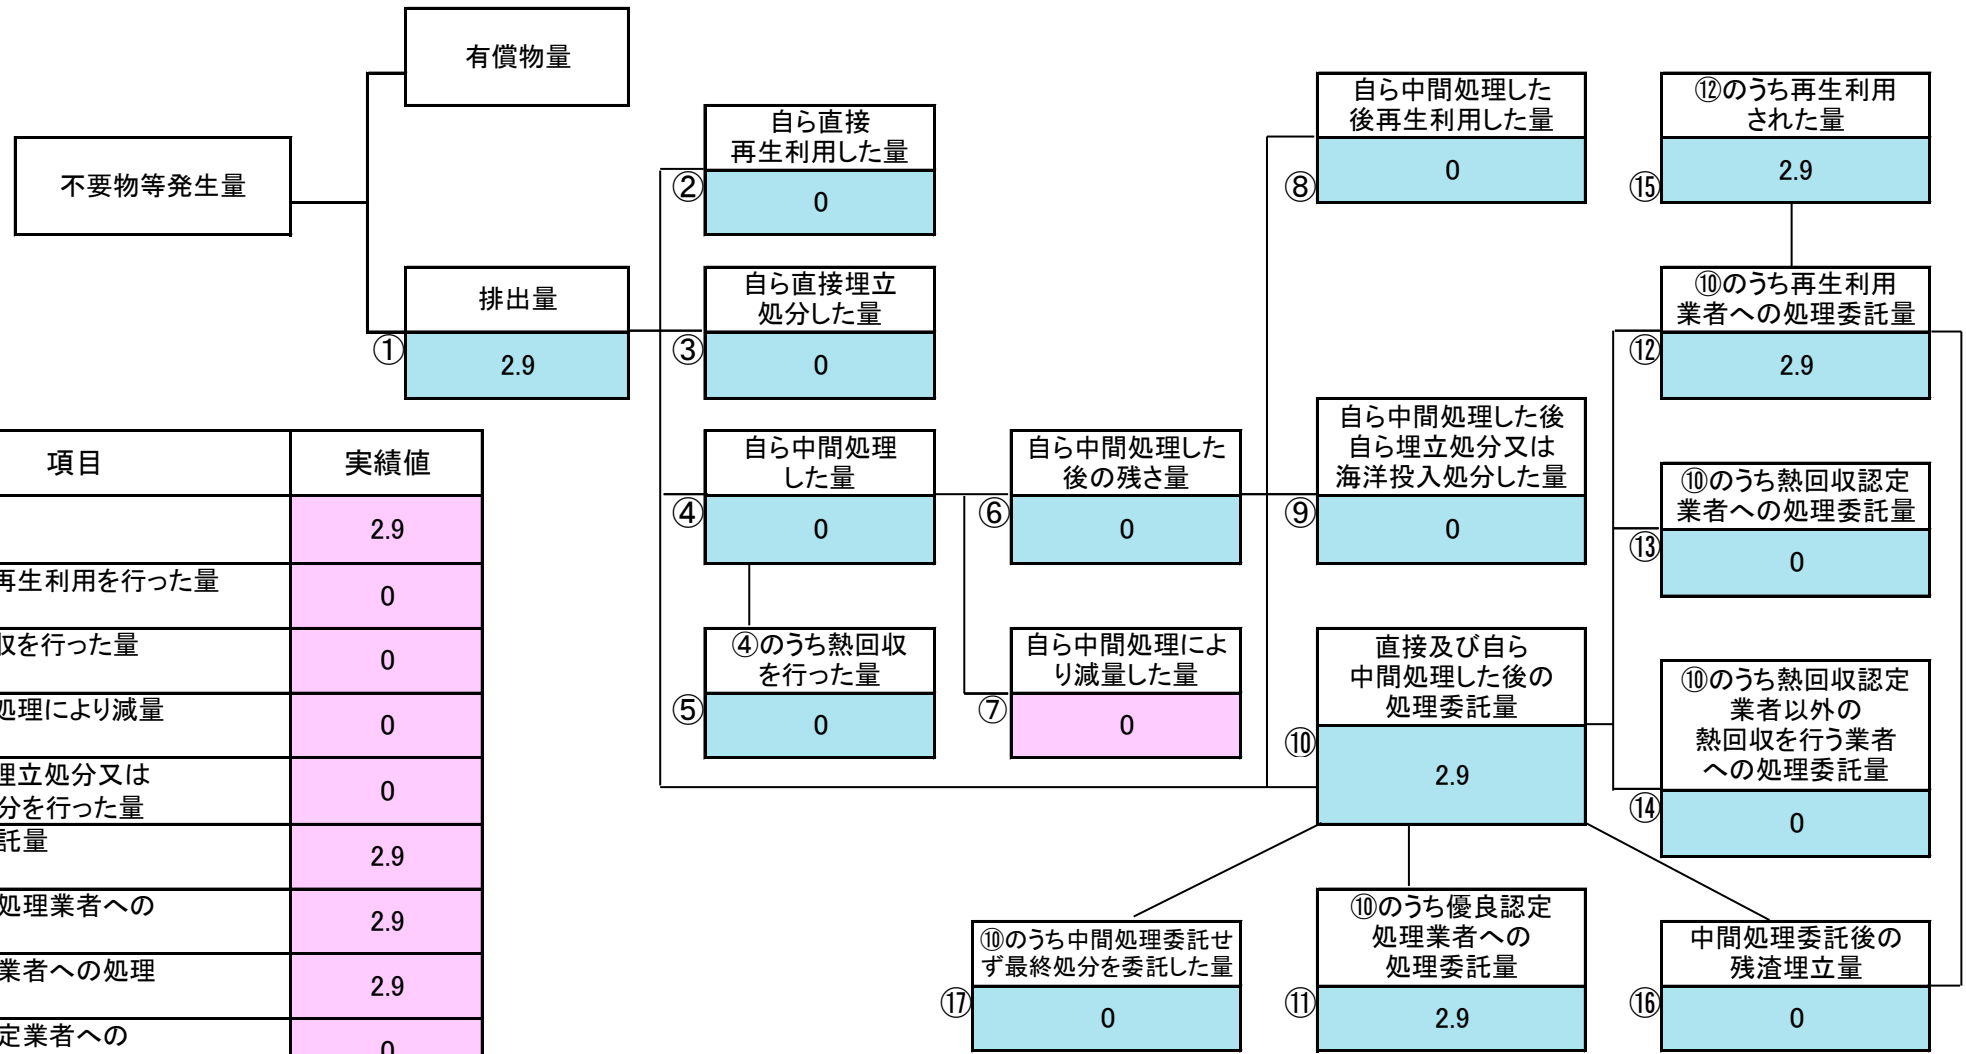 有償物量
不要物等発生量
排出量
①
2.9
自ら直接
再生利用した量
②
0
自ら直接埋立
処分した量
③
0
自ら中間処理
した量
④
0
④のうち熱回収
を行った量
⑤
0
自ら中間処理した
後の残さ量
⑥
0
自ら中間処理によ
り減量した量
⑦
0
自ら中間処理した
後再生利用した量
⑧
0
自ら中間処理した後
自ら埋立処分又は
海洋投入処分した量
⑨
0
直接及び自ら
中間処理した後の
処理委託量
⑩
2.9
⑩のうち優良認定
処理業者への
処理委託量
⑪
2.9
⑫のうち再生利用
された量
⑮
2.9
⑩のうち再生利用
業者への処理委託量
⑫
2.9
⑩のうち熱回収認定
業者への処理委託量
⑬
0
⑩のうち熱回収認定
業者以外の
熱回収を行う業者
への処理委託量
⑭
0
⑩のうち中間処理委託せ
ず最終処分を委託した量
⑰
0
中間処理委託後の
残渣埋立量
⑯
0
項目 実績値
2.9
再生利用を行った量
0
収を行った量
0
処理により減量
0
埋立処分又は
分を行った量
0
託量
2.9
処理業者への
2.9
業者への処理
2.9
定業者への
0